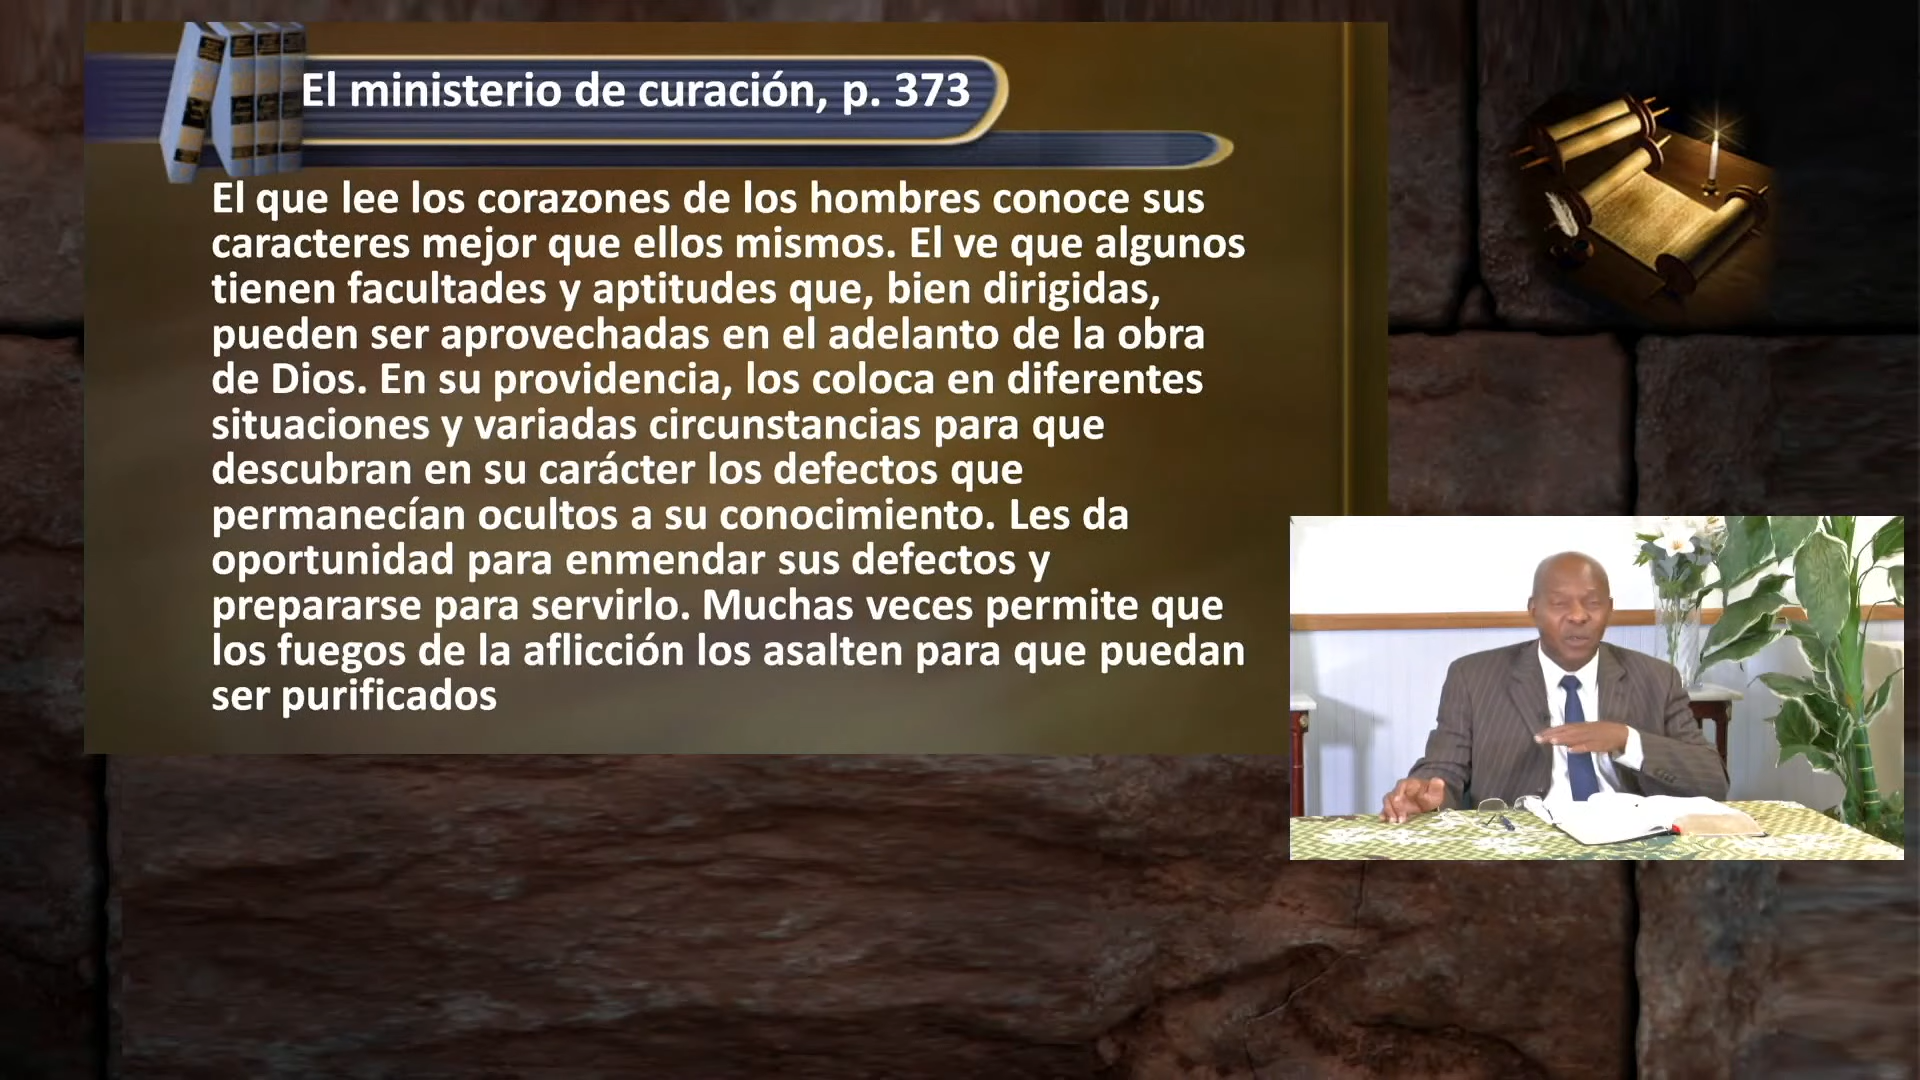 El ministerio de curación, p. 373
El que lee los corazones de los hombres conoce sus
caracteres mejor que ellos mismos. El ve que algunos
tienen facultades y aptitudes que, bien dirigidas,
pueden ser aprovechadas en el adelanto de la obra
de Dios. En su providencia, los coloca en diferentes
situaciones y variadas circunstancias para que
descubran en su carácter los defectos que
permanecían ocultos a su conocimiento. Les da
oportunidad para enmendar sus defectos y
prepararse para servirlo. Muchas veces permite que
los fuegos de la aflicción los asalten para que puedan
ser purificados